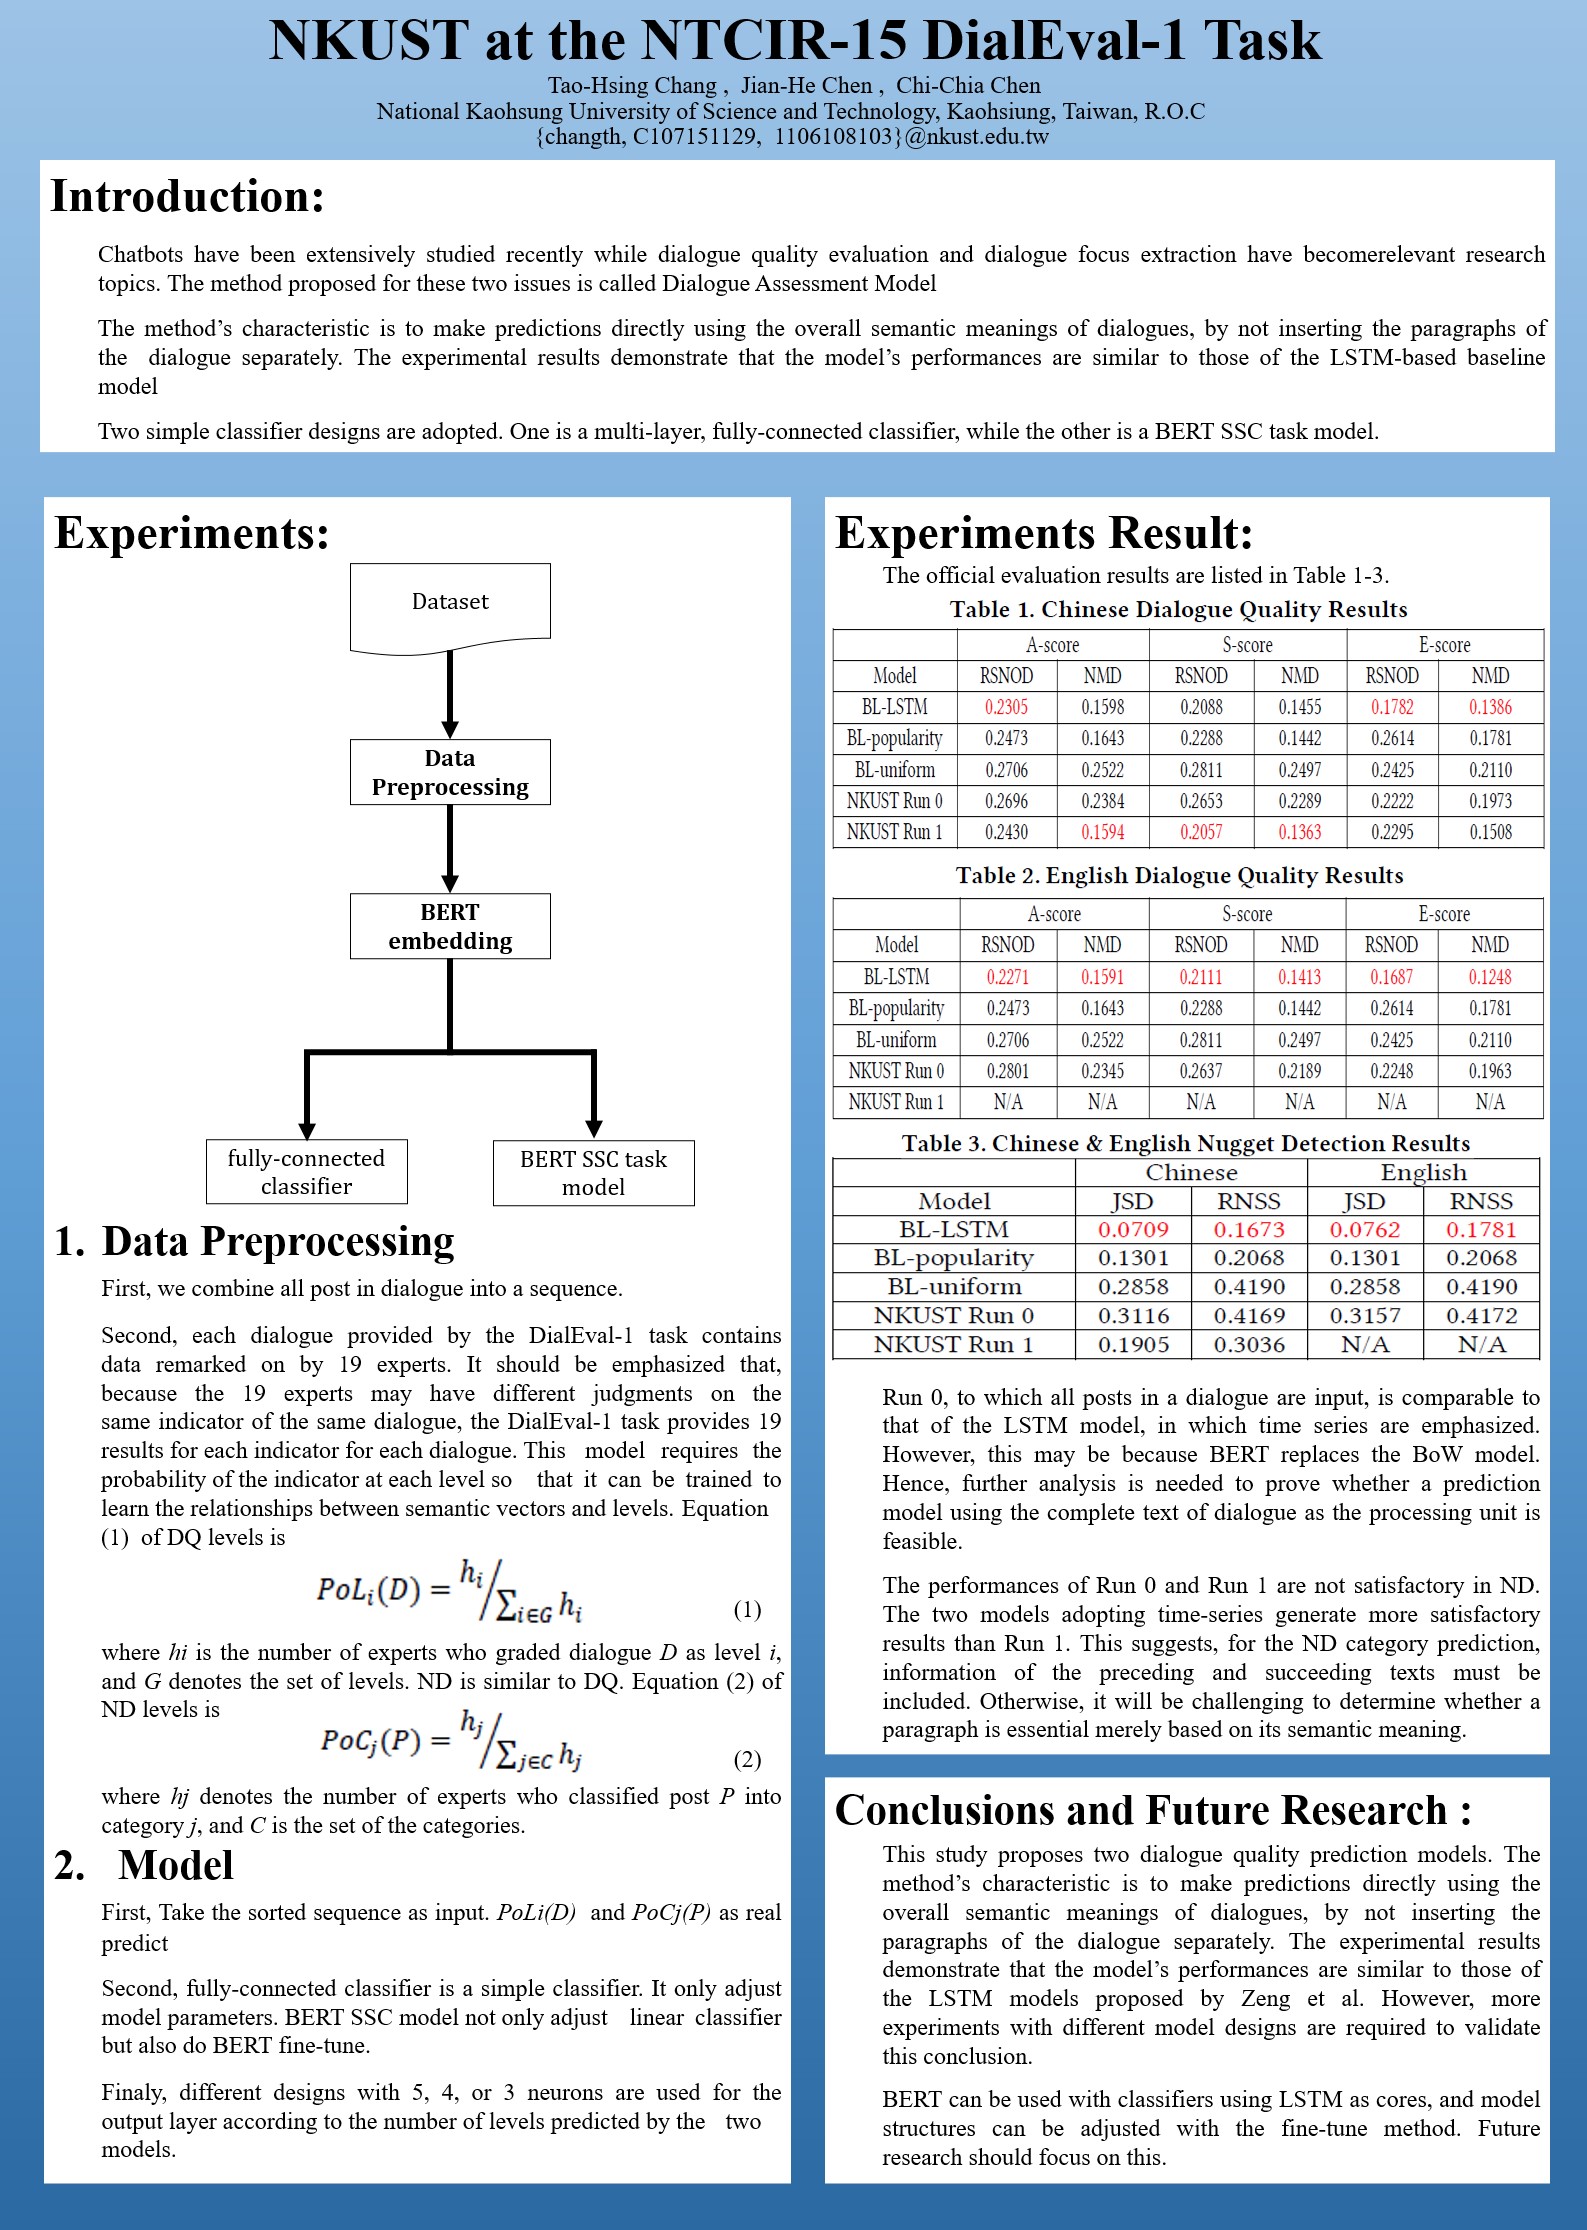 NKUST at the NTCIR-15 DialEval-1 Task
Tao-Hsing Chang , Jian-He Chen , Chi-Chia Chen
National Kaohsung University of Science and Technology, Kaohsiung, Taiwan, R.O.C
{changth, C107151129, 1106108103}@nkust.edu.tw
Introduction:
Chatbots have been extensively studied recently while dialogue quality evaluation and dialogue focus extraction have becomerelevant research
topics. The method proposed for these two issues is called Dialogue Assessment Model
The method's characteristic is to make predictions directly using the overall semantic meanings of dialogues, by not inserting the paragraphs of
the dialogue separately. The experimental results demonstrate that the model's performances are similar to those of the LSTM-based baseline
model
Two simple classifier designs are adopted. One is a multi-layer, fully-connected classifier, while the other is a BERT SSC task model.
Experiments:
Dataset
Data
Preprocessing
BERT
embedding
fully-connected
classifier
BERT SSC task
model
1. Data Preprocessing
First, we combine all post in dialogue into a sequence.
Second, each dialogue provided by the DialEval-1 task contains
data remarked on by 19 experts. It should be emphasized that,
because the 19 experts may have different judgments on the
same indicator of the same dialogue, the DialEval-1 task provides 19
results for each indicator for each dialogue. This model requires the
probability of the indicator at each level so that it can be trained to
learn the relationships between semantic vectors and levels. Equation
(1) of DQ levels is
PoLi(D) = hi/∑i∈G hi (1)
where hi is the number of experts who graded dialogue D as level i,
and G denotes the set of levels. ND is similar to DQ. Equation (2) of
ND levels is
PoCj(P) = hj/∑j∈C hj (2)
where hj denotes the number of experts who classified post P into
category j, and C is the set of the categories.
2. Model
First, Take the sorted sequence as input. PoLi(D) and PoCj(P) as real
predict
Second, fully-connected classifier is a simple classifier. It only adjust
model parameters. BERT SSC model not only adjust linear classifier
but also do BERT fine-tune.
Finaly, different designs with 5, 4, or 3 neurons are used for the
output layer according to the number of levels predicted by the two
models.
Experiments Result:
The official evaluation results are listed in Table 1-3.
Table 1. Chinese Dialogue Quality Results
A-score S-score E-score
Model RSNOD NMD RSNOD NMD RSNOD NMD
BL-LSTM 0.2305 0.1598 0.2088 0.1455 0.1782 0.1386
BL-popularity 0.2473 0.1643 0.2288 0.1442 0.2614 0.1781
BL-uniform 0.2706 0.2522 0.2811 0.2497 0.2425 0.2110
NKUST Run 0 0.2696 0.2384 0.2653 0.2289 0.2222 0.1973
NKUST Run 1 0.2430 0.1594 0.2057 0.1363 0.2295 0.1508
Table 2. English Dialogue Quality Results
A-score S-score E-score
Model RSNOD NMD RSNOD NMD RSNOD NMD
BL-LSTM 0.2271 0.1591 0.2111 0.1413 0.1687 0.1248
BL-popularity 0.2473 0.1643 0.2288 0.1442 0.2614 0.1781
BL-uniform 0.2706 0.2522 0.2811 0.2497 0.2425 0.2110
NKUST Run 0 0.2801 0.2345 0.2637 0.2189 0.2248 0.1963
NKUST Run 1 N/A N/A N/A N/A N/A N/A
Table 3. Chinese & English Nugget Detection Results
Chinese English
Model JSD RNSS JSD RNSS
BL-LSTM 0.0709 0.1673 0.0762 0.1781
BL-popularity 0.1301 0.2068 0.1301 0.2068
BL-uniform 0.2858 0.4190 0.2858 0.4190
NKUST Run 0 0.3116 0.4169 0.3157 0.4172
NKUST Run 1 0.1905 0.3036 N/A N/A
Run 0, to which all posts in a dialogue are input, is comparable to
that of the LSTM model, in which time series are emphasized.
However, this may be because BERT replaces the BoW model.
Hence, further analysis is needed to prove whether a prediction
model using the complete text of dialogue as the processing unit is
feasible.
The performances of Run 0 and Run 1 are not satisfactory in ND.
The two models adopting time-series generate more satisfactory
results than Run 1. This suggests, for the ND category prediction,
information of the preceding and succeeding texts must be
included. Otherwise, it will be challenging to determine whether a
paragraph is essential merely based on its semantic meaning.
Conclusions and Future Research :
This study proposes two dialogue quality prediction models. The
method's characteristic is to make predictions directly using the
overall semantic meanings of dialogues, by not inserting the
paragraphs of the dialogue separately. The experimental results
demonstrate that the model's performances are similar to those of
the LSTM models proposed by Zeng et al. However, more
experiments with different model designs are required to validate
this conclusion.
BERT can be used with classifiers using LSTM as cores, and model
structures can be adjusted with the fine-tune method. Future
research should focus on this.